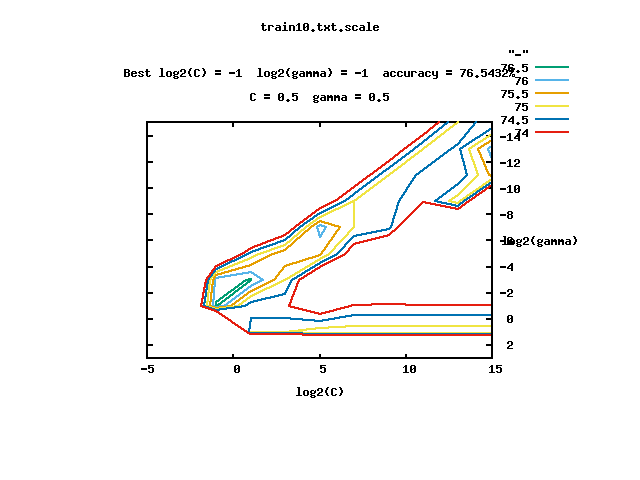 train10.txt.scale
"-"
76.5
Best log2(C) = -1 log2(gamma) = -1 accuracy = 76.5432%
76
75.5
C = 0.5 gamma = 0.5
75
74.5
74
-14
-12
-10
-8
-6
log2(gamma)
-4
-2
0
2
-5 0 5 10 15
log2(C)